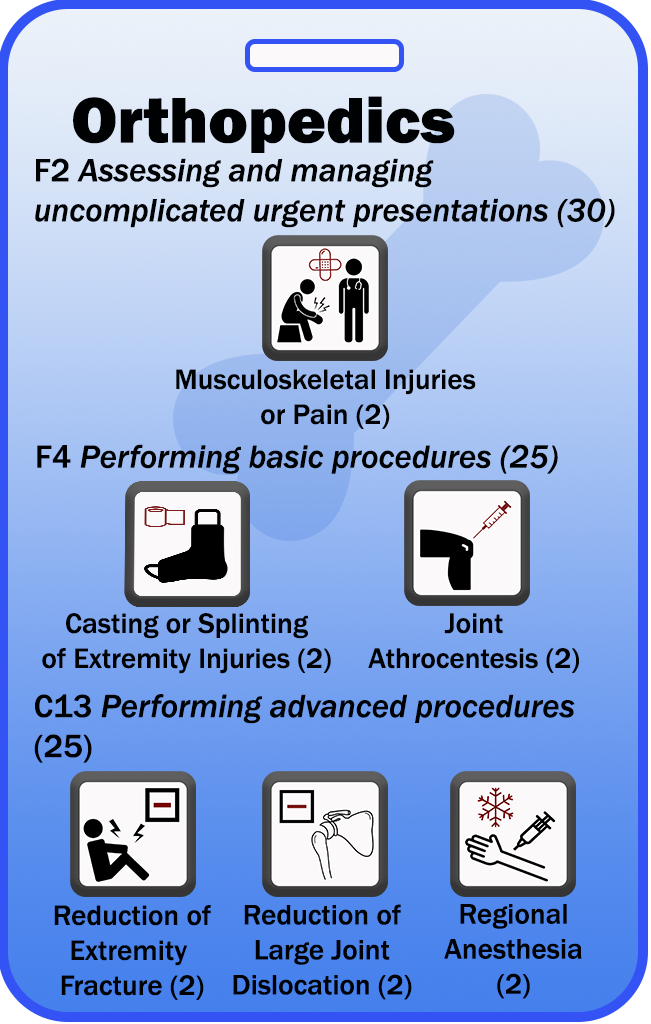 Orthopedics
F2 Assessing and managing
uncomplicated urgent presentations (30)
Musculoskeletal Injuries
or Pain (2)
F4 Performing basic procedures (25)
Casting or Splinting
of Extremity Injuries (2)
Joint
Athrocentesis (2)
C13 Performing advanced procedures
(25)
Reduction of
Extremity
Fracture (2)
Reduction of
Large Joint
Dislocation (2)
Regional
Anesthesia
(2)